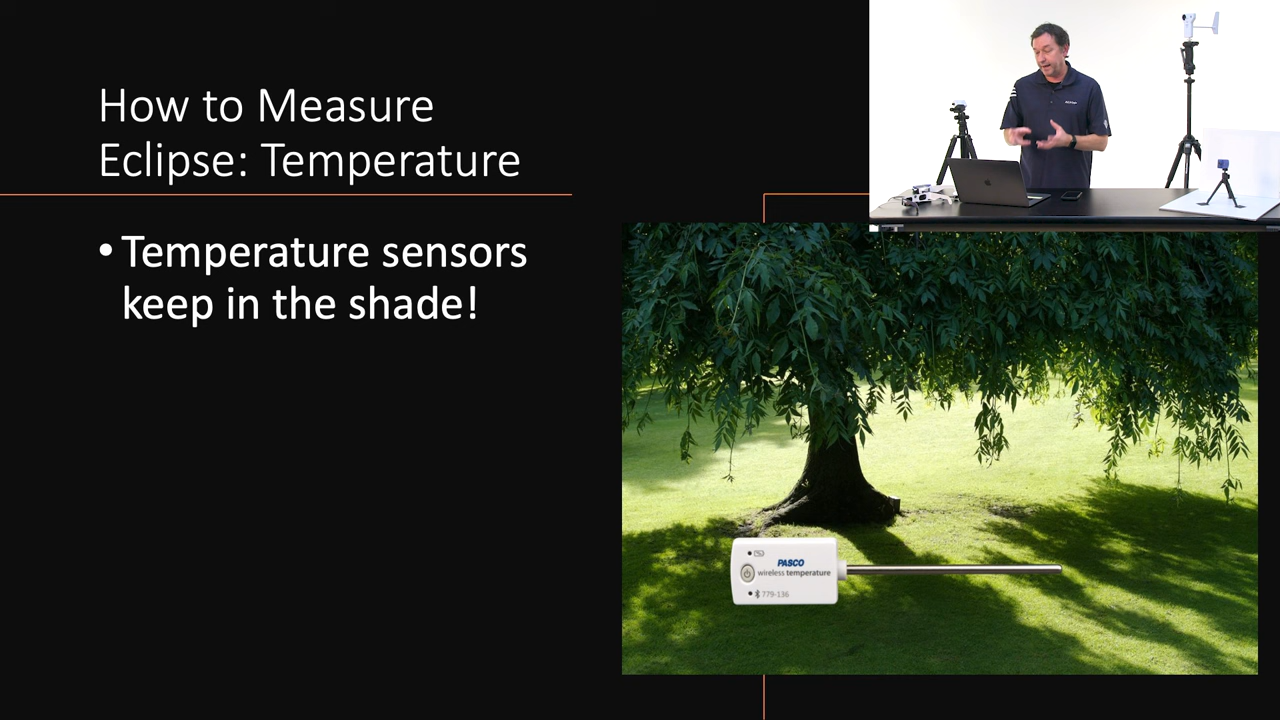 How to Measure
Eclipse: Temperature
• Temperature sensors
keep in the shade!
PASCO
wireless temperature
779-136